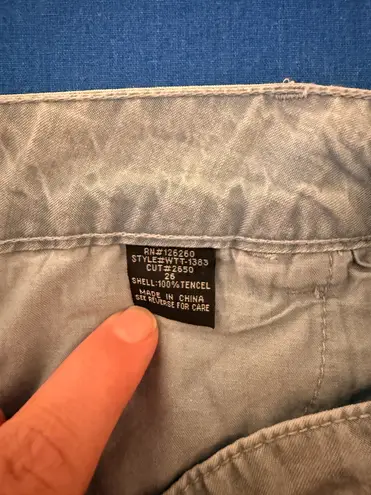 RN#126260
STYLE#WTT-1383
CUT#2650
26
SHELL:100%TENCEL
MADE IN CHINA
SEE REVERSE FOR CARE